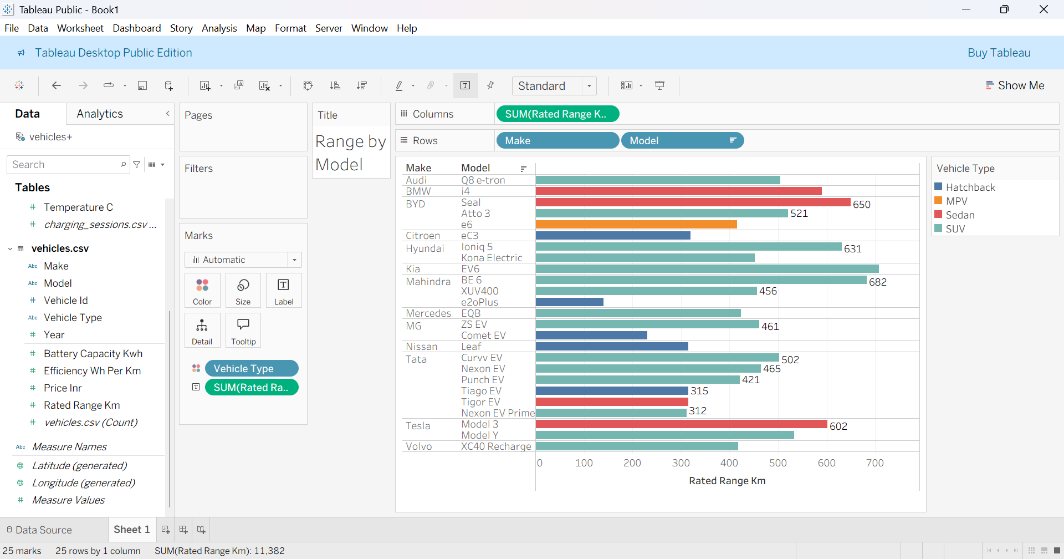 Tableau Public - Book1
File Data Worksheet Dashboard Story Analysis Map Format Server Window Help
Tableau Desktop Public Edition
Buy Tableau
Standard
Show Me
Data
Analytics
vehicles+
Search
Tables
Temperature C
charging_sessions.csv ...
vehicles.csv
Abc Make
Abc Model
Vehicle Id
Abc Vehicle Type
Year
Battery Capacity Kwh
Efficiency Wh Per Km
Price Inr
Rated Range Km
vehicles.csv (Count)
Abc Measure Names
Latitude (generated)
Longitude (generated)
Measure Values
Pages
Filters
Marks
Automatic
Color Size Label
Detail Tooltip
Vehicle Type
SUM(Rated Ra..
Title
Range by
Model
Columns SUM(Rated Range K..
Rows Make Model
Make Model
Audi Q8 e-tron
BMW i4
BYD Seal 650
Atto 3 521
e6
Citroen eC3
Hyundai Ioniq 5 631
Kona Electric
Kia EV6
Mahindra BE 6 682
XUV400 456
e2oPlus
Mercedes EQB
MG ZS EV 461
Comet EV
Nissan Leaf
Tata Curvv EV 502
Nexon EV 465
Punch EV 421
Tiago EV 315
Tigor EV
Nexon EV Prime 312
Tesla Model 3 602
Model Y
Volvo XC40 Recharge
0 100 200 300 400 500 600 700
Rated Range Km
Vehicle Type
Hatchback
MPV
Sedan
SUV
Data Source
Sheet 1
25 marks 25 rows by 1 column SUM(Rated Range Km): 11,382